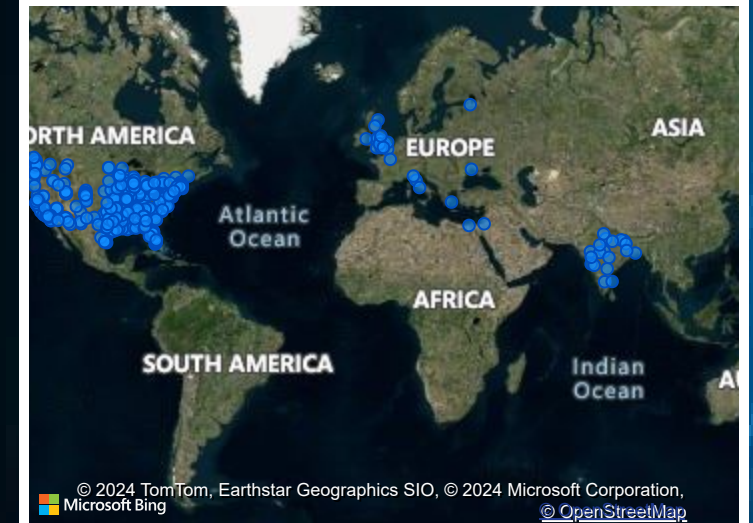 ORTH AMERICA
EUROPE
ASIA
Atlantic
Ocean
AFRICA
SOUTH AMERICA
Indian
Ocean
AU
© 2024 TomTom, Earthstar Geographics SIO, © 2024 Microsoft Corporation,
Microsoft Bing
© OpenStreetMap